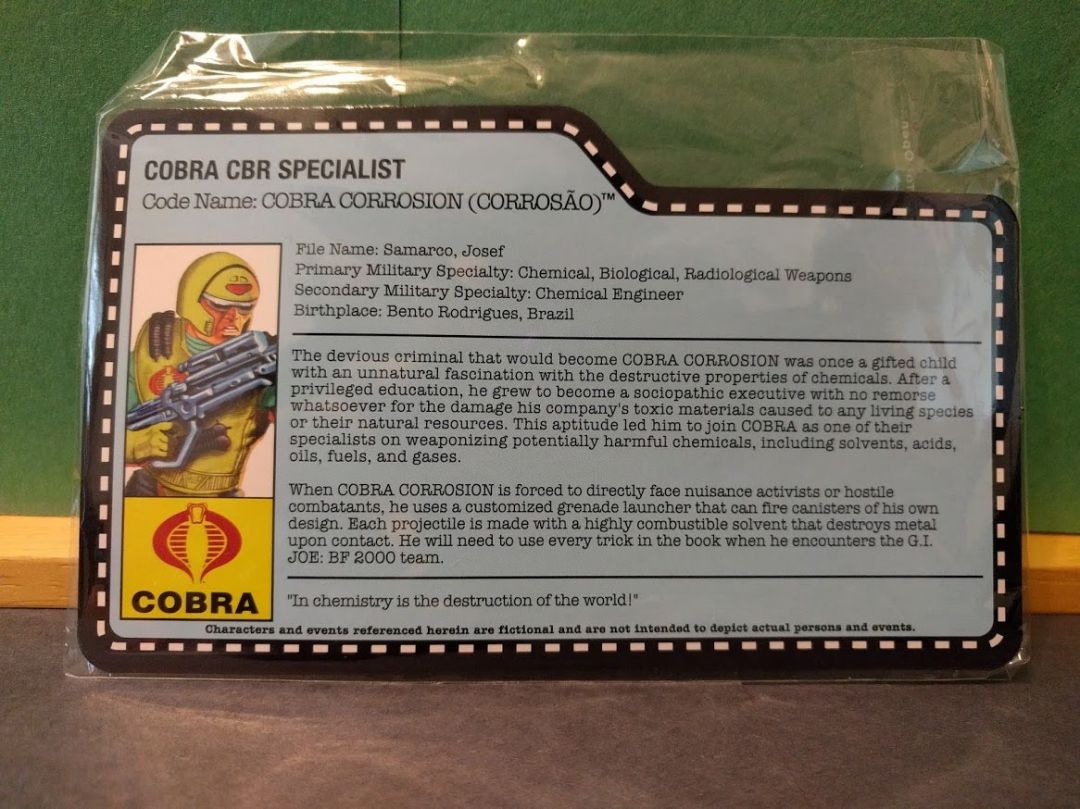 COBRA CBR SPECIALIST
Code Name: COBRA CORROSION (CORROSÃO)™
File Name: Samarco, Josef
Primary Military Specialty: Chemical, Biological, Radiological Weapons
Secondary Military Specialty: Chemical Engineer
Birthplace: Bento Rodrigues, Brazil
The devious criminal that would become COBRA CORROSION was once a gifted child
with an unnatural fascination with the destructive properties of chemicals. After a
privileged education, he grew to become a sociopathic executive with no remorse
whatsoever for the damage his company's toxic materials caused to any living species
or their natural resources. This aptitude led him to join COBRA as one of their
specialists on weaponizing potentially harmful chemicals, including solvents, acids,
oils, fuels, and gases.
When COBRA CORROSION is forced to directly face nuisance activists or hostile
combatants, he uses a customized grenade launcher that can fire canisters of his own
design. Each projectile is made with a highly combustible solvent that destroys metal
upon contact. He will need to use every trick in the book when he encounters the G.I.
JOE: BF 2000 team.
COBRA
"In chemistry is the destruction of the world!"
Characters and events referenced herein are fictional and are not intended to depict actual persons and events.